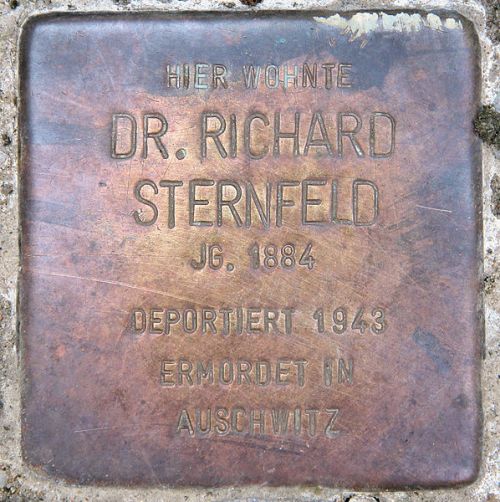 HIER WOHNTE
DR. RICHARD
STERNFELD
JG. 1884
DEPORTIERT 1943
ERMORDET IN
AUSCHWITZ